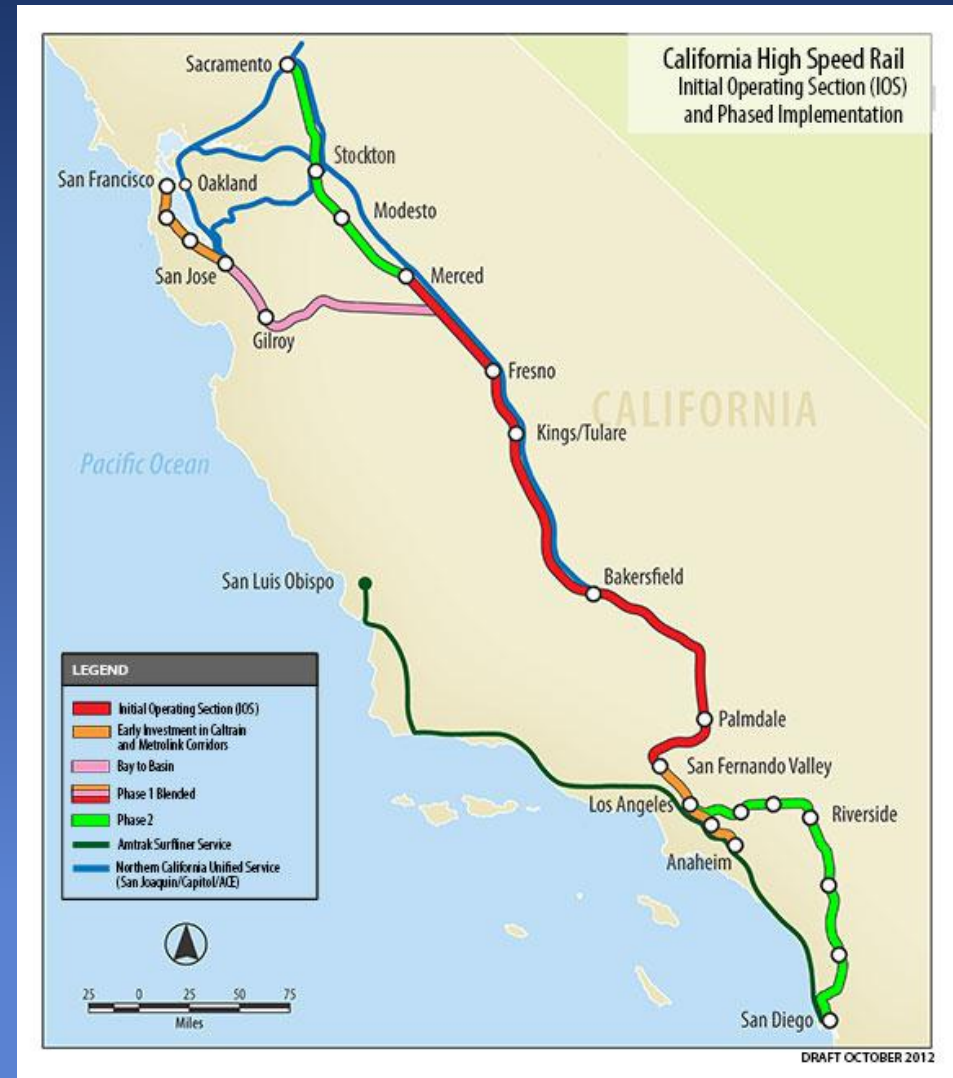 California High Speed Rail
Initial Operating Section (IOS)
and Phased Implementation
Sacramento
Stockton
San Francisco
Oakland
Modesto
San Jose
Merced
Gilroy
Fresno
CALIFORNIA
Kings/Tulare
Pacific Ocean
San Luis Obispo
Bakersfield
Palmdale
San Fernando Valley
Los Angeles
Riverside
Anaheim
San Diego
LEGEND
Initial Operating Section (IOS)
Early Investment in Caltrain
and Metrolink Corridors
Bay to Basin
Phase 1 Blended
Phase 2
Amtrak Surfliner Service
Northern California Unified Service
(San Joaquin/Capitol/ACE)
25 0 25 50 75
Miles
DRAFT OCTOBER 2012